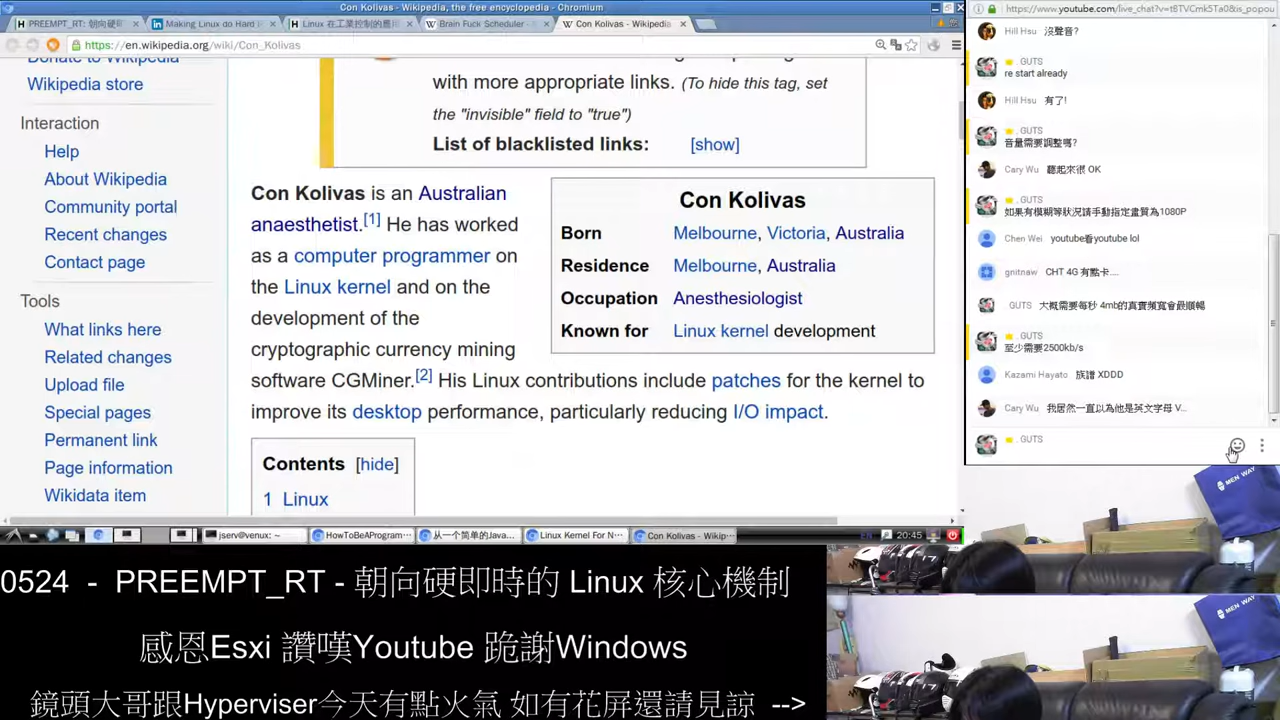 Con Kolivas - Wikipedia, the free encyclopedia - Chromium
PREEMPT_RT: 朝向硬即時
Making Linux do Hard
Linux 在工業控制的應用
Brain Fuck Scheduler -
Con Kolivas - Wikipedia
https://en.wikipedia.org/wiki/Con_Kolivas
Donate to Wikipedia
Wikipedia store
Interaction
Help
About Wikipedia
Community portal
Recent changes
Contact page
Tools
What links here
Related changes
Upload file
Special pages
Permanent link
Page information
Wikidata item
with more appropriate links. (To hide this tag, set
the "invisible" field to "true")
List of blacklisted links: [show]
Con Kolivas is an Australian
anaesthetist.[1] He has worked
as a computer programmer on
the Linux kernel and on the
development of the
cryptographic currency mining
software CGMiner.[2] His Linux contributions include patches for the kernel to
improve its desktop performance, particularly reducing I/O impact.
Con Kolivas
Born Melbourne, Victoria, Australia
Residence Melbourne, Australia
Occupation Anesthesiologist
Known for Linux kernel development
Contents [hide]
1 Linux
jserv@venux: ~
HowToBeAProgram...
从一个简单的Java...
Linux Kernel For N...
Con Kolivas - Wikip...
EN
20:45
https://www.youtube.com/live_chat?v=t8TVCmk5Ta0&is_popou
Hill Hsu 沒聲音?
. GUTS
re start already
Hill Hsu 有了!
. GUTS
音量需要調整嗎?
Cary Wu 聽起來很 OK
. GUTS
如果有模糊等狀況請手動指定畫質為1080P
Chen Wei youtube看youtube lol
gnitnaw CHT 4G 有點卡....
GUTS 大概需要每秒 4mb的真實頻寬會最順暢
. GUTS
至少需要2500kb/s
Kazami Hayato 族譜 XDDD
Cary Wu 我居然一直以為他是英文字母 V...
. GUTS
MEN WAY
MEN WAY
0524 - PREEMPT_RT - 朝向硬即時的 Linux 核心機制
感恩Esxi 讚嘆Youtube 跪謝Windows
鏡頭大哥跟Hyperviser今天有點火氣 如有花屏還請見諒 -->